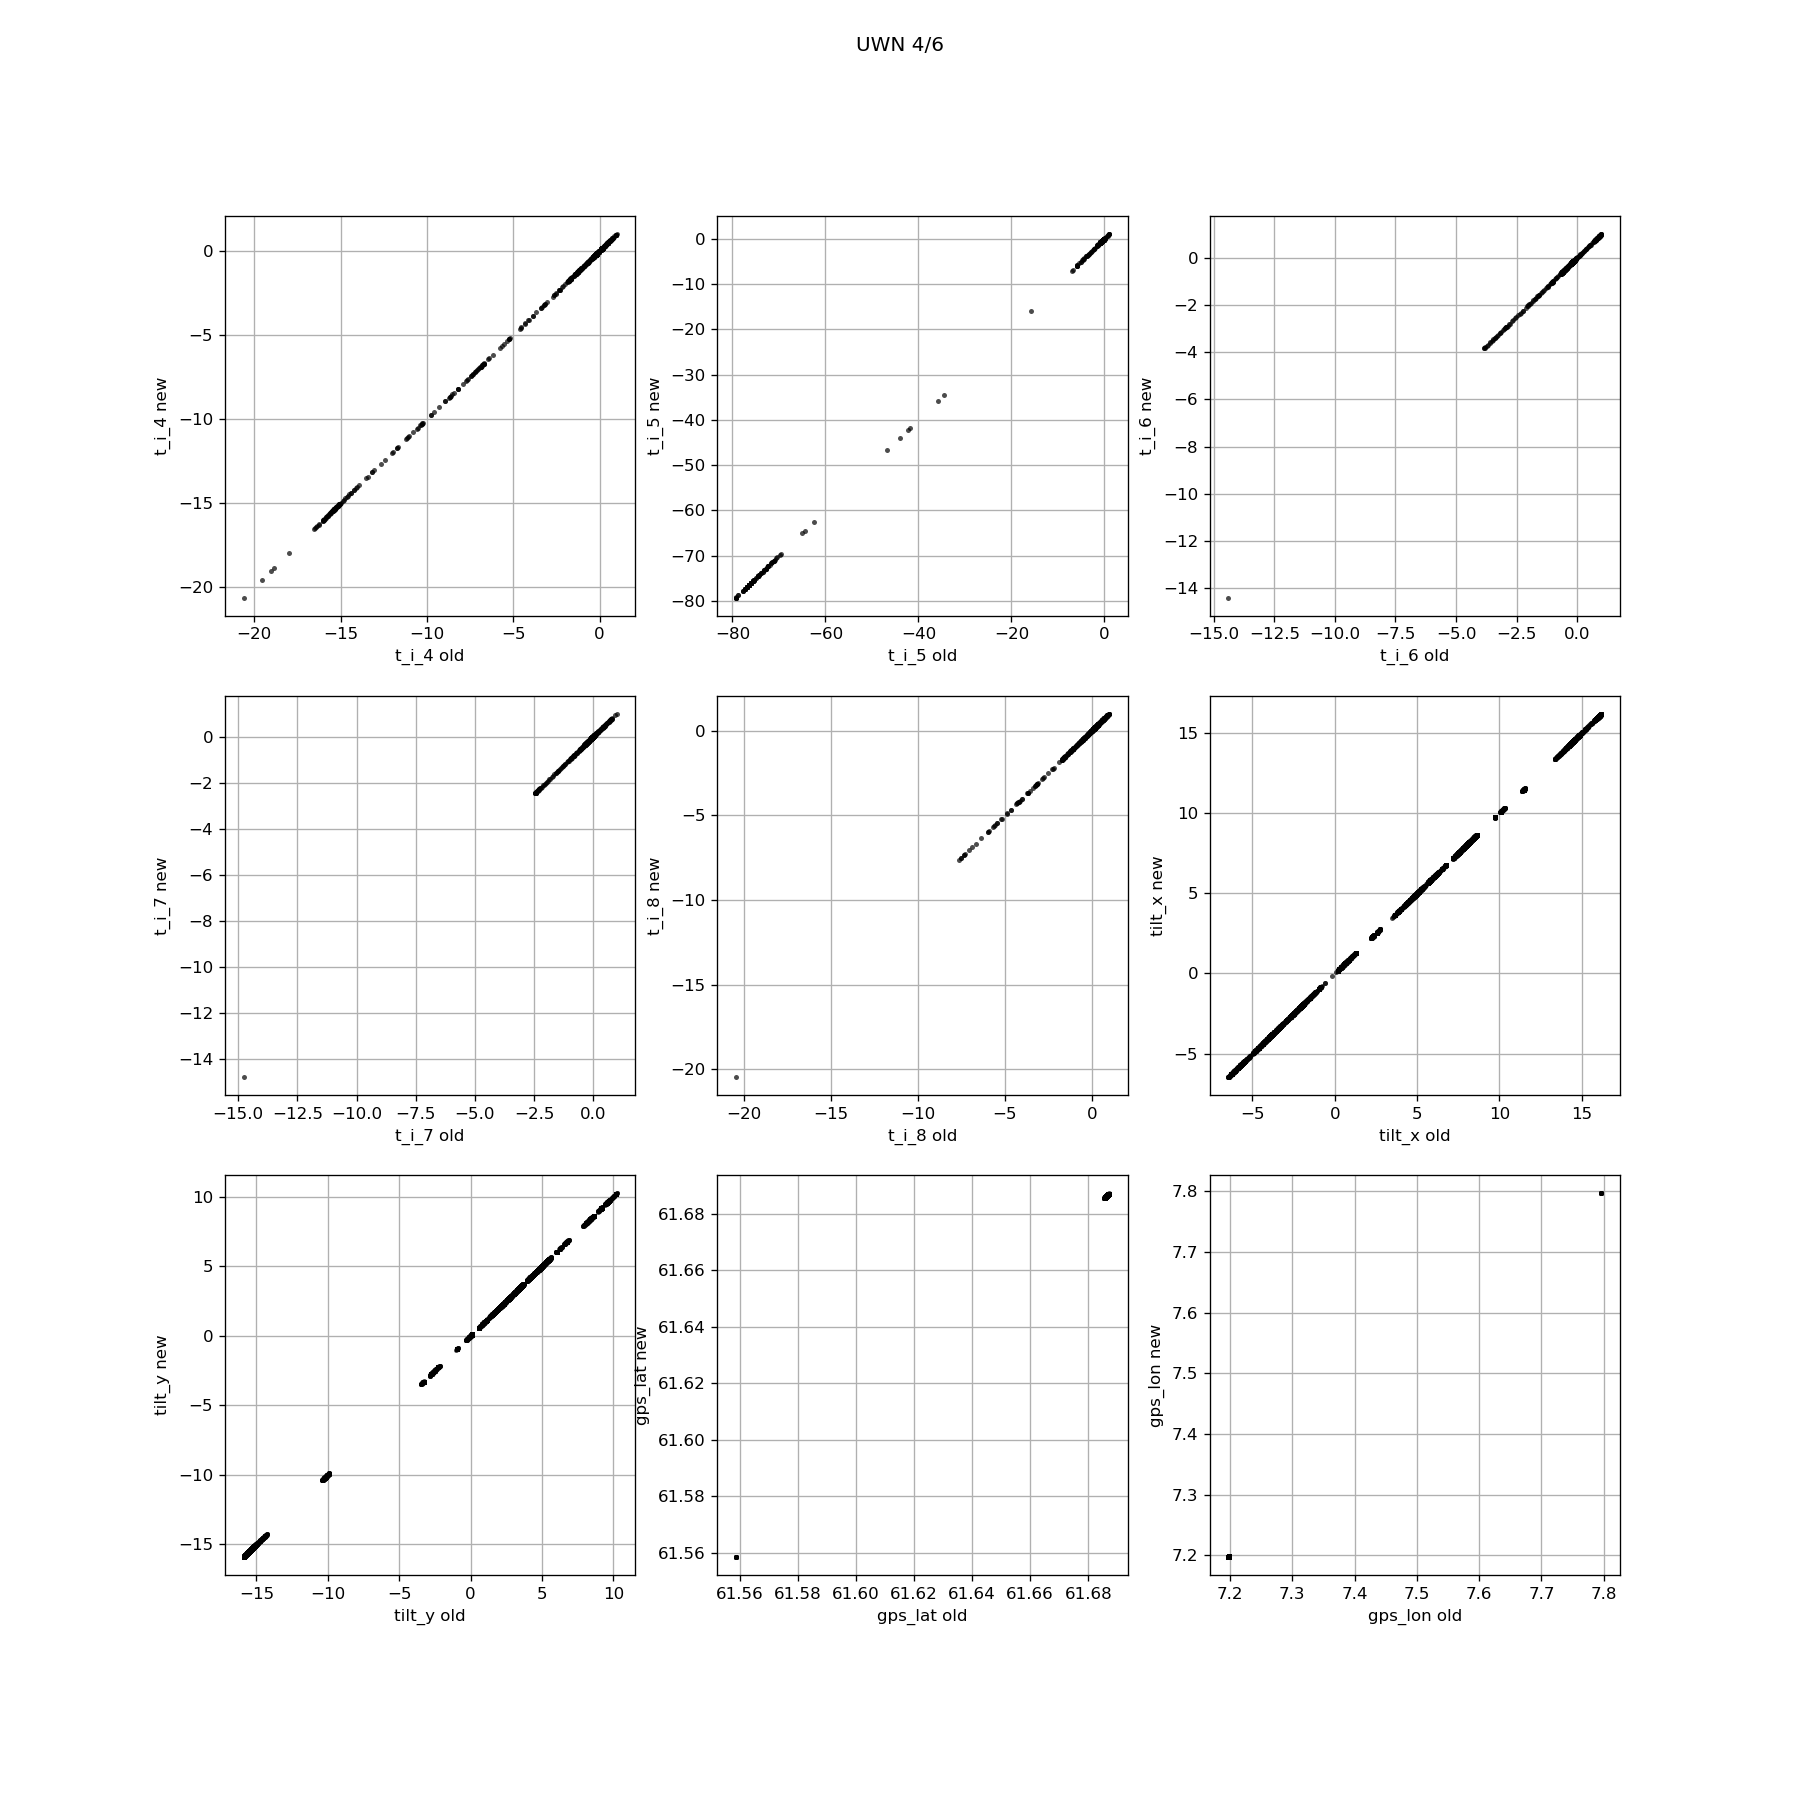 UWN 4/6
0
−5
−10
−15
−20
t_i_4 new
−20 −15 −10 −5 0
t_i_4 old
0
−10
−20
−30
−40
−50
−60
−70
−80
t_i_5 new
−80 −60 −40 −20 0
t_i_5 old
0
−2
−4
−6
−8
−10
−12
−14
t_i_6 new
−15.0 −12.5 −10.0 −7.5 −5.0 −2.5 0.0
t_i_6 old
0
−2
−4
−6
−8
−10
−12
−14
t_i_7 new
−15.0 −12.5 −10.0 −7.5 −5.0 −2.5 0.0
t_i_7 old
0
−5
−10
−15
−20
t_i_8 new
−20 −15 −10 −5 0
t_i_8 old
15
10
5
0
−5
tilt_x new
−5 0 5 10 15
tilt_x old
10
5
0
−5
−10
−15
tilt_y new
−15 −10 −5 0 5 10
tilt_y old
61.68
61.66
61.64
61.62
61.60
61.58
61.56
gps_lat new
61.56 61.58 61.60 61.62 61.64 61.66 61.68
gps_lat old
7.8
7.7
7.6
7.5
7.4
7.3
7.2
gps_lon new
7.2 7.3 7.4 7.5 7.6 7.7 7.8
gps_lon old